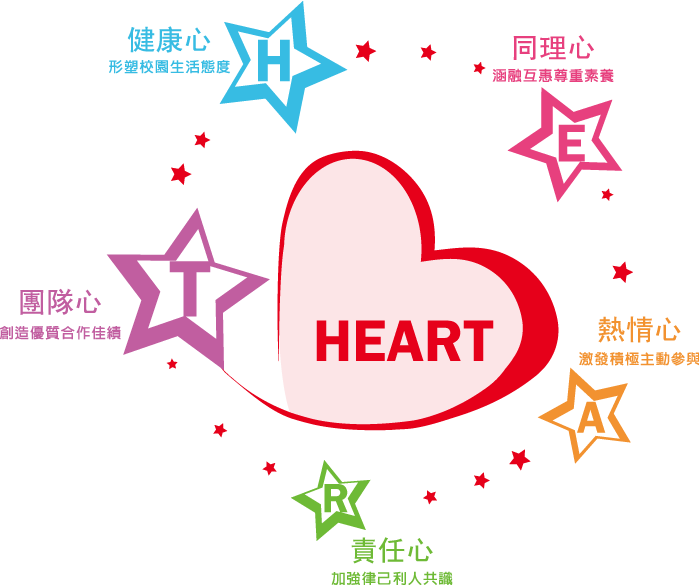 健康心
形塑校園生活態度
H
同理心
涵融互惠尊重素養
E
熱情心
激發積極主動參與
A
責任心
加強律己利人共識
R
團隊心
創造優質合作佳績
T
HEART